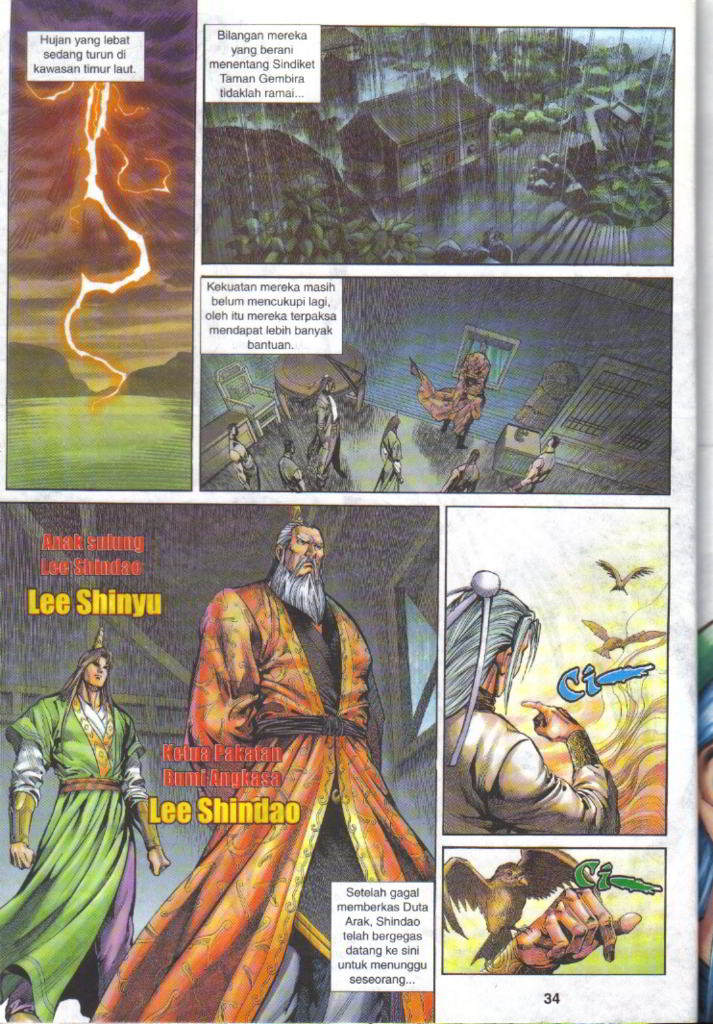 Hujan yang lebat
sedang turun di
kawasan timur laut.
Bilangan mereka
yang berani
menentang Sindiket
Taman Gembira
tidaklah ramai...
Kekuatan mereka masih
belum mencukupi lagi,
oleh itu mereka terpaksa
mendapat lebih banyak
bantuan.
Anak sulung
Lee Shindao
Lee Shinyu
Ketua Pakatan
Bumi Angkasa
Lee Shindao
Setelah gagal
memberkas Duta
Arak, Shindao
telah bergegas
datang ke sini
untuk menunggu
seseorang...
Ci
Ci
34